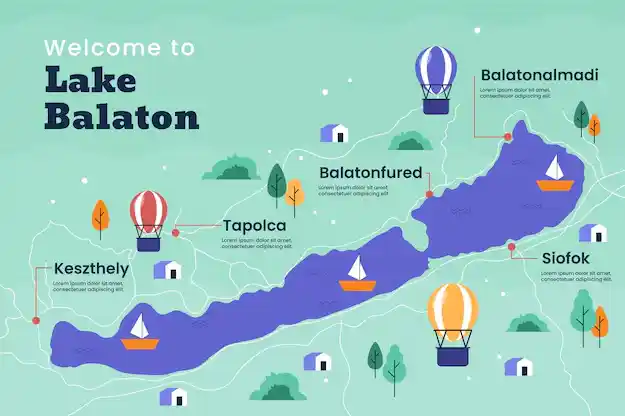 Welcome to
Lake
Balaton
Balatonalmadi
Lorem ipsum dolor sit amet,
consectetuer adipiscing elit.
Balatonfured
Lorem ipsum dolor sit amet,
consectetuer adipiscing elit.
Tapolca
Lorem ipsum dolor sit amet,
consectetuer adipiscing elit.
Keszthely
Lorem ipsum dolor sit amet,
consectetuer adipiscing elit.
Siofok
Lorem ipsum dolor sit amet,
consectetuer adipiscing elit.